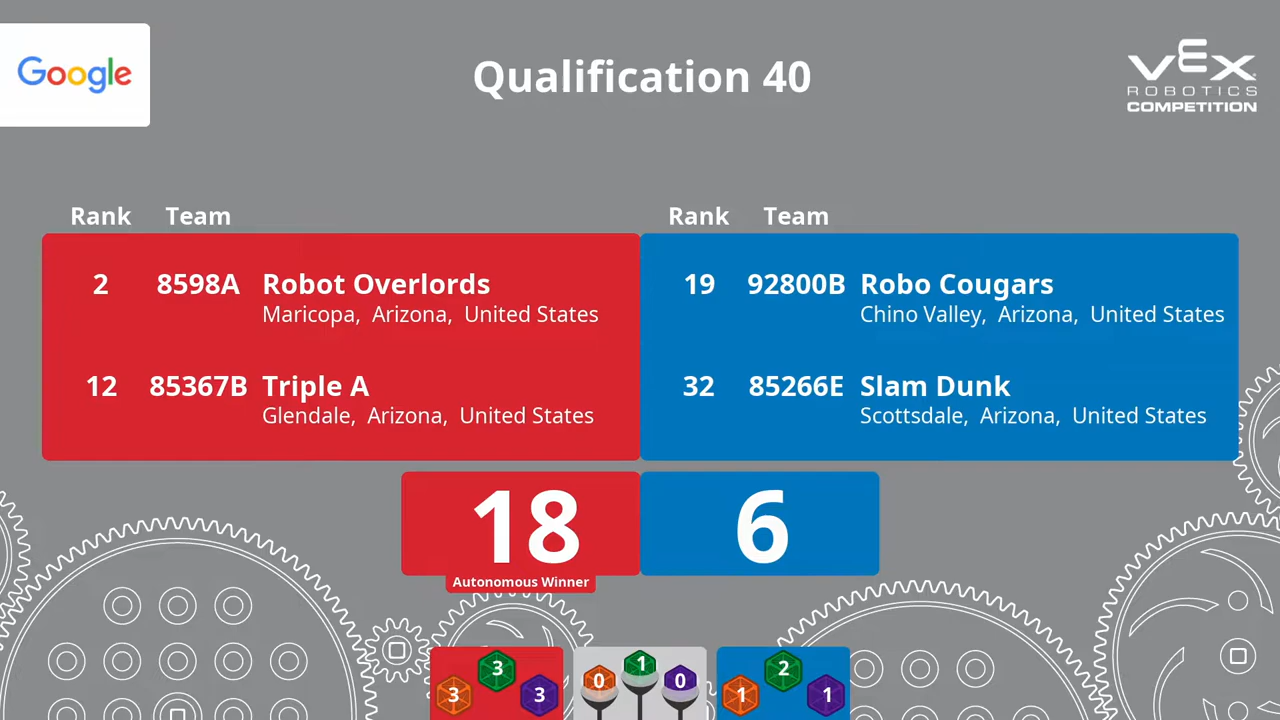 Google
Qualification 40
VEX
ROBOTICS
COMPETITION
Rank Team
2 8598A Robot Overlords
Maricopa, Arizona, United States
12 85367B Triple A
Glendale, Arizona, United States
Rank Team
19 92800B Robo Cougars
Chino Valley, Arizona, United States
32 85266E Slam Dunk
Scottsdale, Arizona, United States
18
Autonomous Winner
6
3 3 3
0 1 0
1 2 1